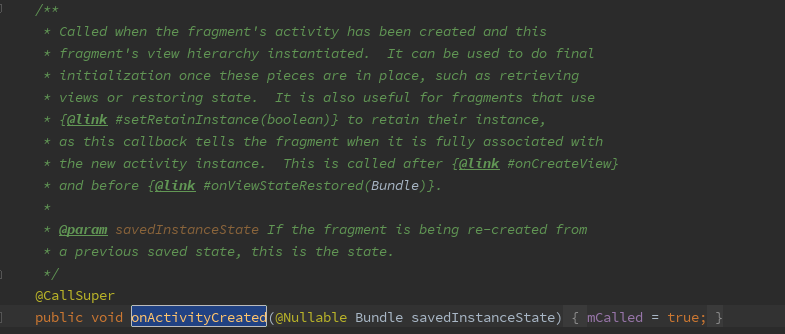 /**
* Called when the fragment's activity has been created and this
* fragment's view hierarchy instantiated.  It can be used to do final
* initialization once these pieces are in place, such as retrieving
* views or restoring state.  It is also useful for fragments that use
* {@link #setRetainInstance(boolean)} to retain their instance,
* as this callback tells the fragment when it is fully associated with
* the new activity instance.  This is called after {@link #onCreateView}
* and before {@link #onViewStateRestored(Bundle)}.
*
* @param savedInstanceState If the fragment is being re-created from
* a previous saved state, this is the state.
*/
@CallSuper
public void onActivityCreated(@Nullable Bundle savedInstanceState) { mCalled = true; }